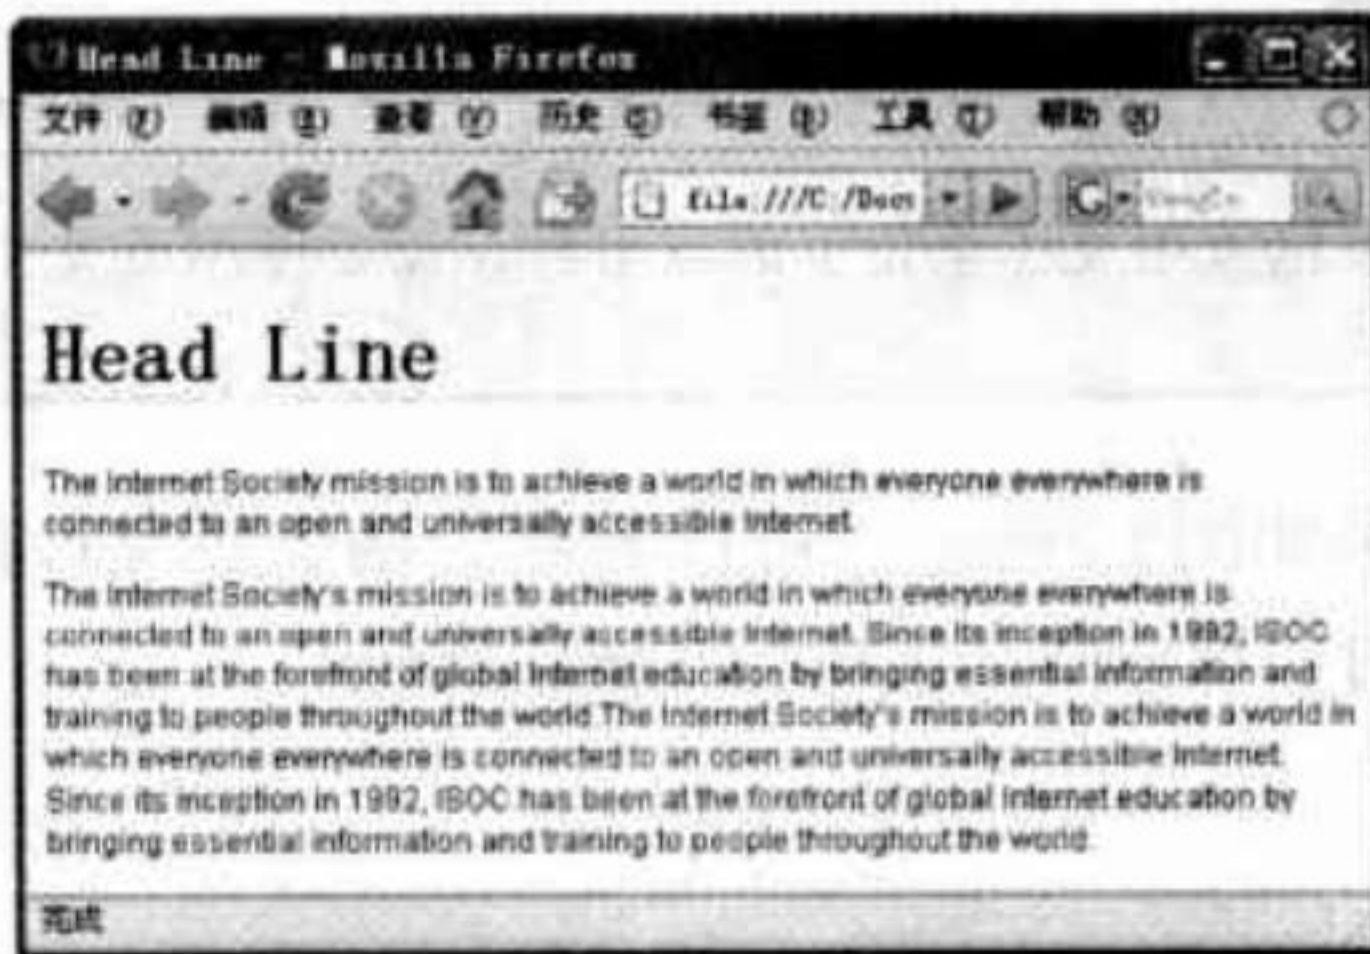 Head Line - Mozilla Firefox
文件 (F) 编辑 (E) 查看 (V) 历史 (S) 书签 (B) 工具 (T) 帮助 (H)
file:///C:/Docs G Google
Head Line
The Internet Society mission is to achieve a world in which everyone everywhere is
connected to an open and universally accessible Internet.
The Internet Society's mission is to achieve a world in which everyone everywhere is
connected to an open and universally accessible Internet. Since its inception in 1992, ISOC
has been at the forefront of global Internet education by bringing essential information and
training to people throughout the world.The Internet Society's mission is to achieve a world in
which everyone everywhere is connected to an open and universally accessible Internet.
Since its inception in 1992, ISOC has been at the forefront of global Internet education by
bringing essential information and training to people throughout the world.
完成